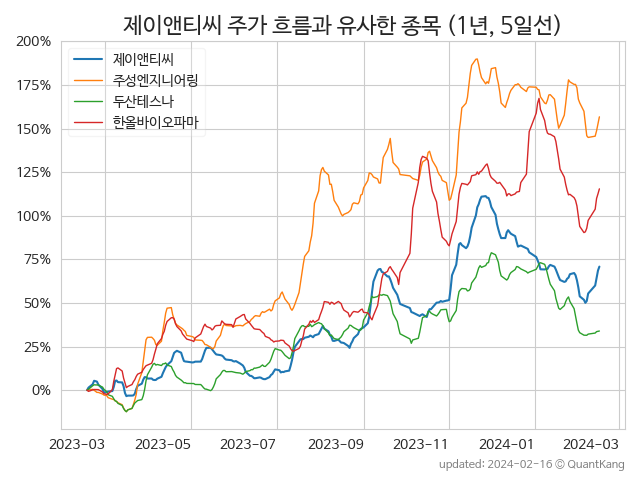 제이앤티씨 주가 흐름과 유사한 종목 (1년, 5일선)
제이앤티씨
주성엔지니어링
두산테스나
한올바이오파마
200%
175%
150%
125%
100%
75%
50%
25%
0%
2023-03 2023-05 2023-07 2023-09 2023-11 2024-01 2024-03
updated: 2024-02-16 © QuantKang